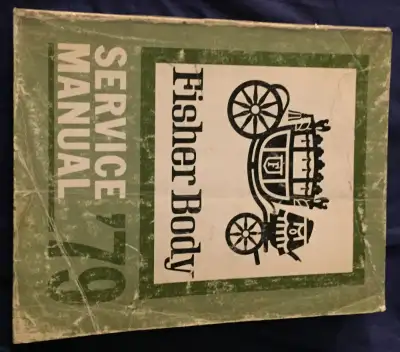 Fisher Body
F
SERVICE '79
MANUAL